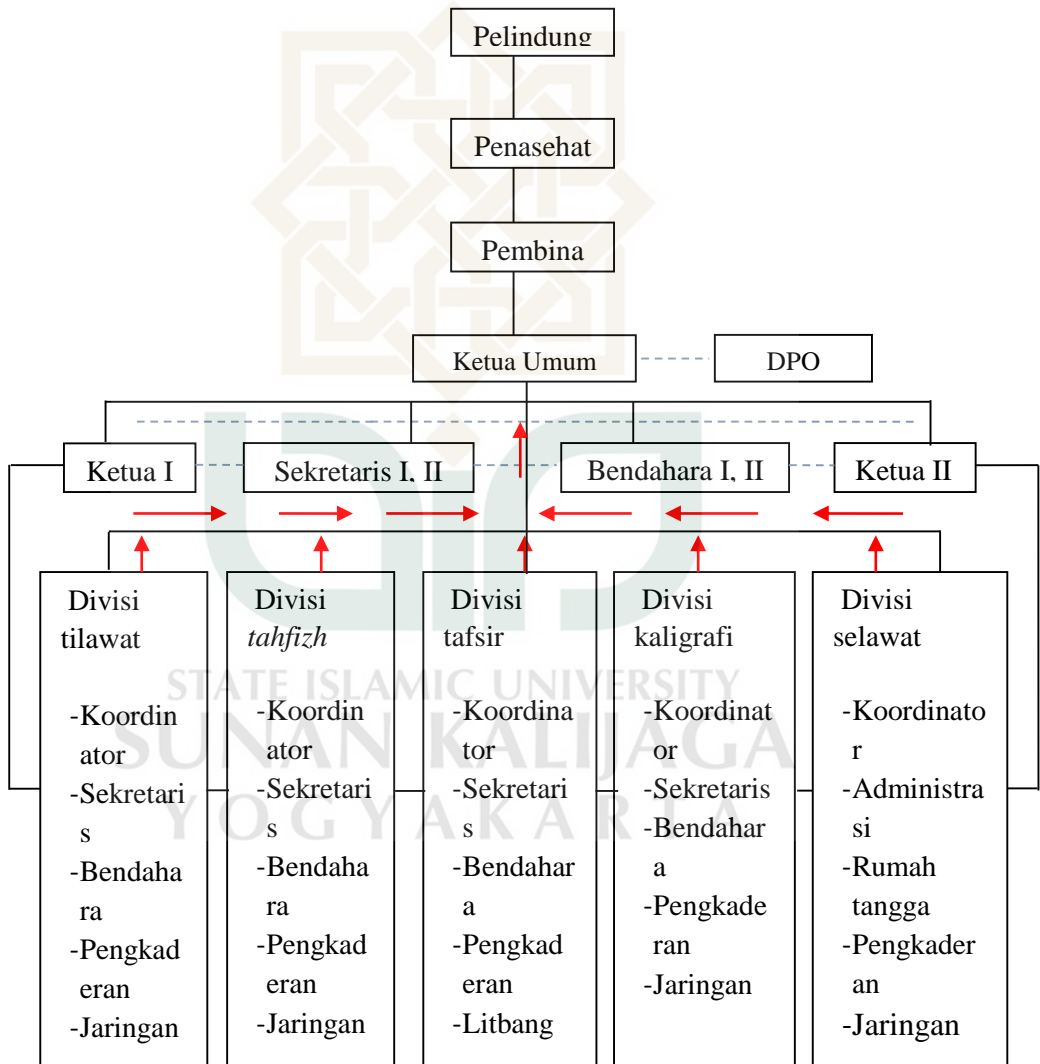 Pelindung
Penasehat
Pembina
Ketua Umum
DPO
Ketua I
Sekretaris I, II
Bendahara I, II
Ketua II
Divisi
tilawat
-Koordin
ator
-Sekretari
s
-Bendaha
ra
-Pengkad
eran
-Jaringan
Divisi
tahfizh
-Koordin
ator
-Sekretari
s
-Bendaha
ra
-Pengkad
eran
-Jaringan
Divisi
tafsir
-Koordina
tor
-Sekretari
s
-Bendahar
a
-Pengkad
eran
-Litbang
Divisi
kaligrafi
-Koordinat
or
-Sekretaris
-Bendahar
a
-Pengkade
ran
-Jaringan
Divisi
selawat
-Koordinato
r
-Administra
si
-Rumah
tangga
-Pengkader
an
-Jaringan
STATE ISLAMIC UNIVERSITY
SUNAN KALIJAGA
YOGYAKARTA